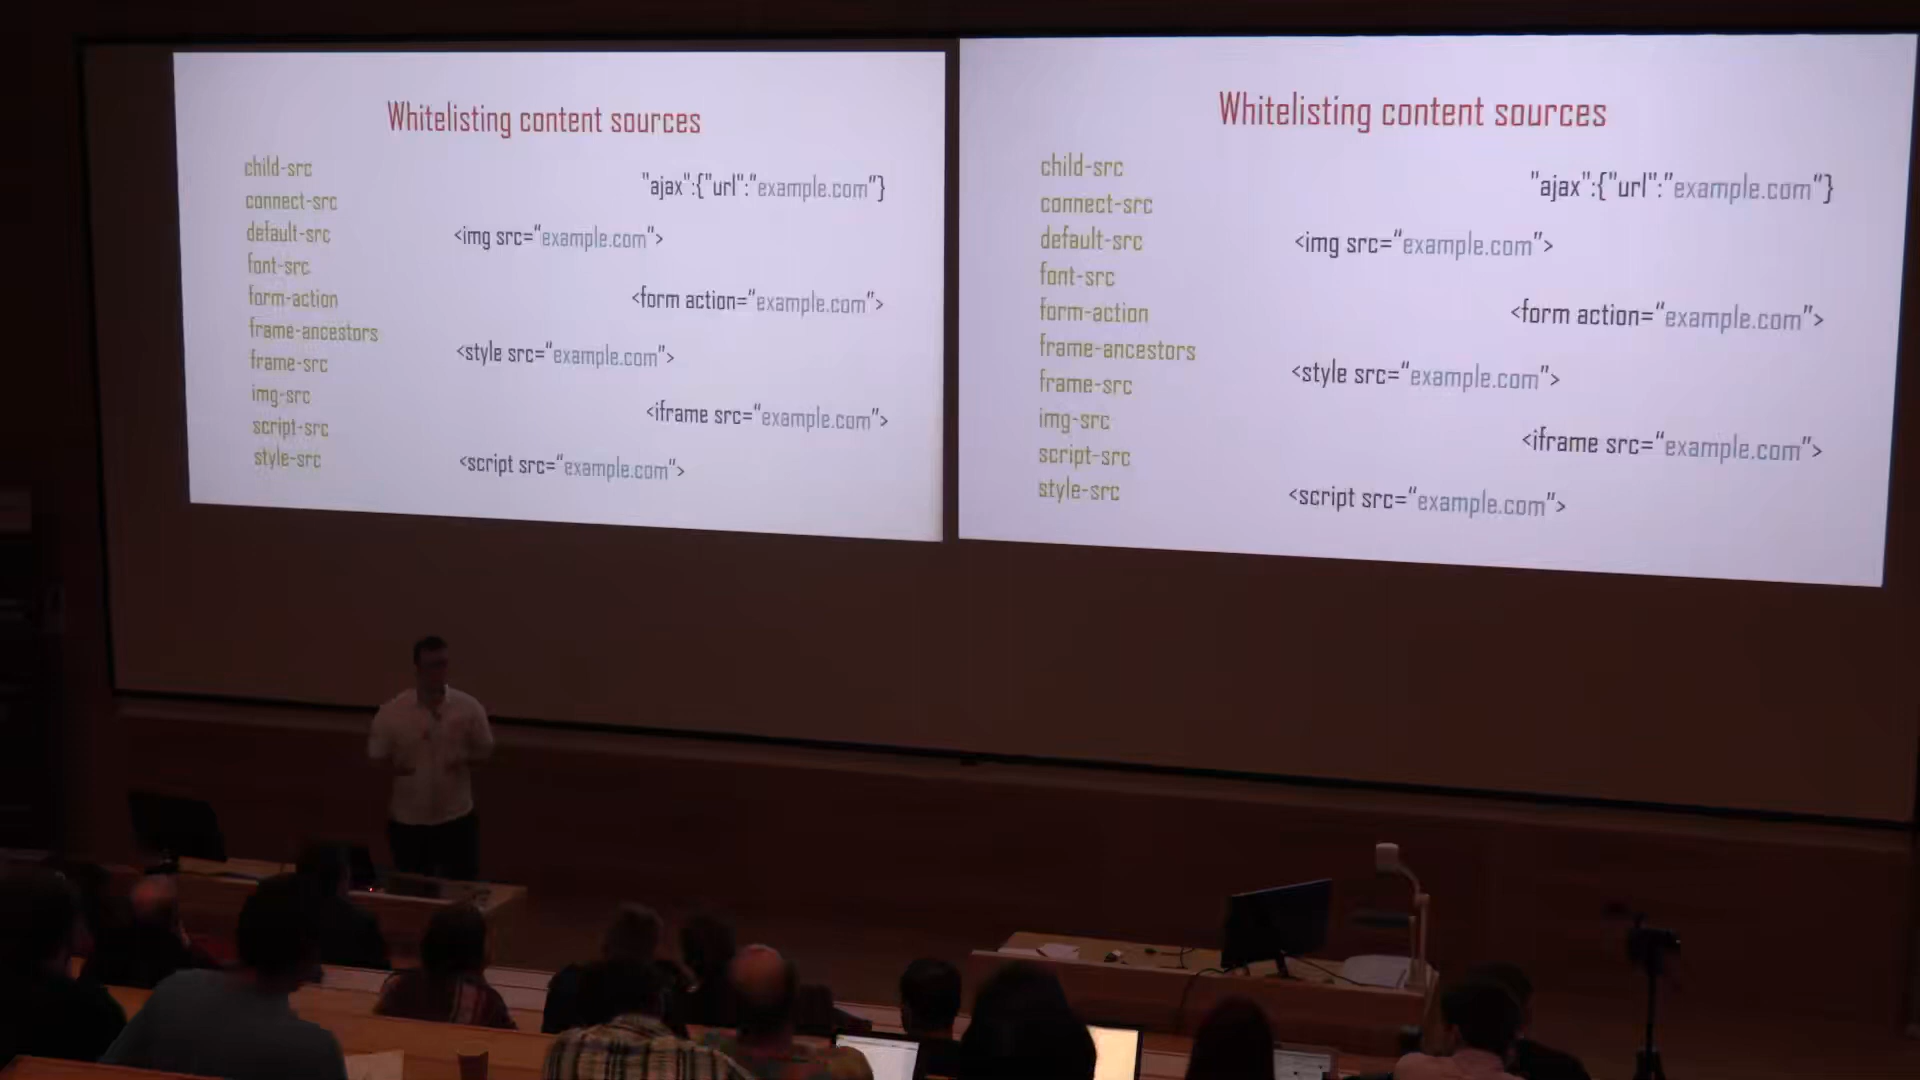 Whitelisting content sources
child-src
connect-src
default-src
font-src
form-action
frame-ancestors
frame-src
img-src
script-src
style-src
"ajax":{"url":"example.com"}
<img src="example.com">
<form action="example.com">
<style src="example.com">
<iframe src="example.com">
<script src="example.com">
Whitelisting content sources
child-src
connect-src
default-src
font-src
form-action
frame-ancestors
frame-src
img-src
script-src
style-src
"ajax":{"url":"example.com"}
<img src="example.com">
<form action="example.com">
<style src="example.com">
<iframe src="example.com">
<script src="example.com">